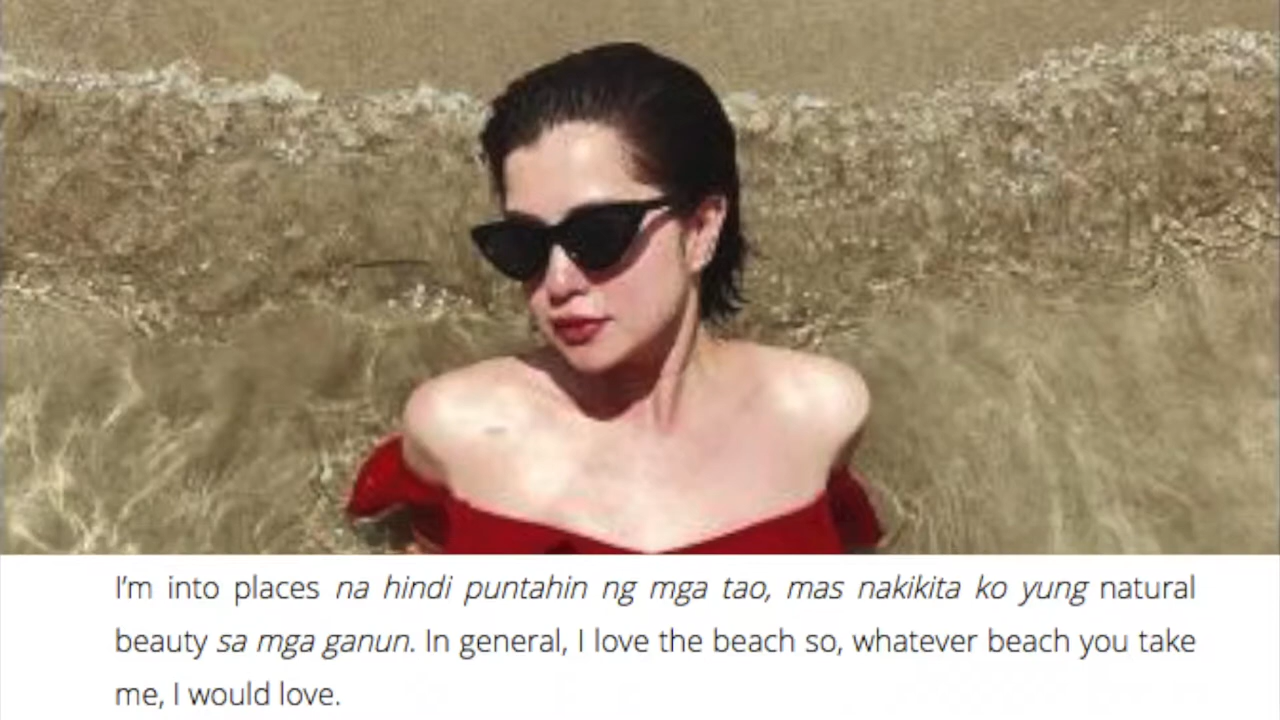 I'm into places na hindi puntahin ng mga tao, mas nakikita ko yung natural
beauty sa mga ganun. In general, I love the beach so, whatever beach you take
me, I would love.